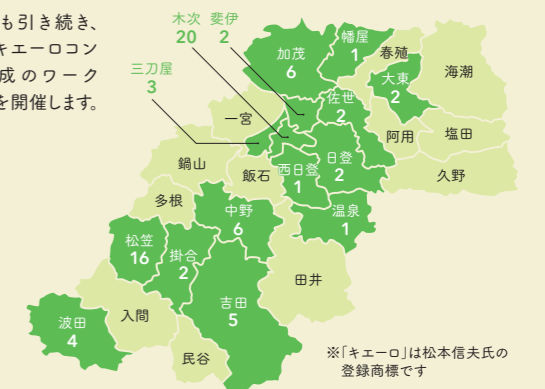 も引き続き、
キエーロコン
成のワーク
を開催します。
木次
20
斐伊
2
三刀屋
3
加茂
6
幡屋
1
春殖
海潮
大東
2
佐世
2
一宮
阿用
塩田
日登
2
久野
鍋山
飯石
西日登
1
多根
中野
6
温泉
1
松笠
16
掛合
2
田井
吉田
5
入間
波田
4
民谷
※「キエーロ」は松本信夫氏の
登録商標です